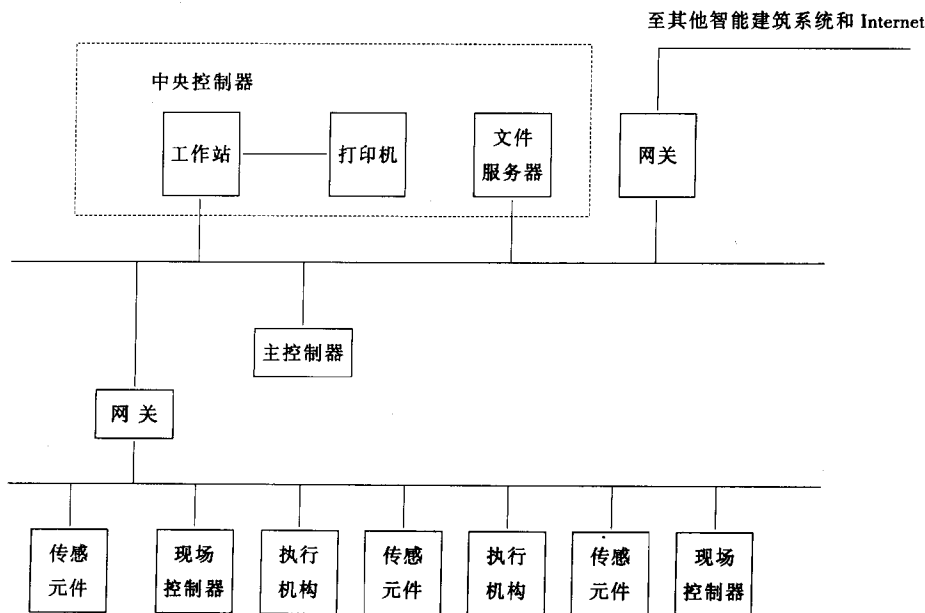 至其他智能建筑系统和 Internet
中央控制器
工作站
打印机
文件
服务器
网关
主控制器
网关
传感
元件
现场
控制器
执行
机构
传感
元件
执行
机构
传感
元件
现场
控制器